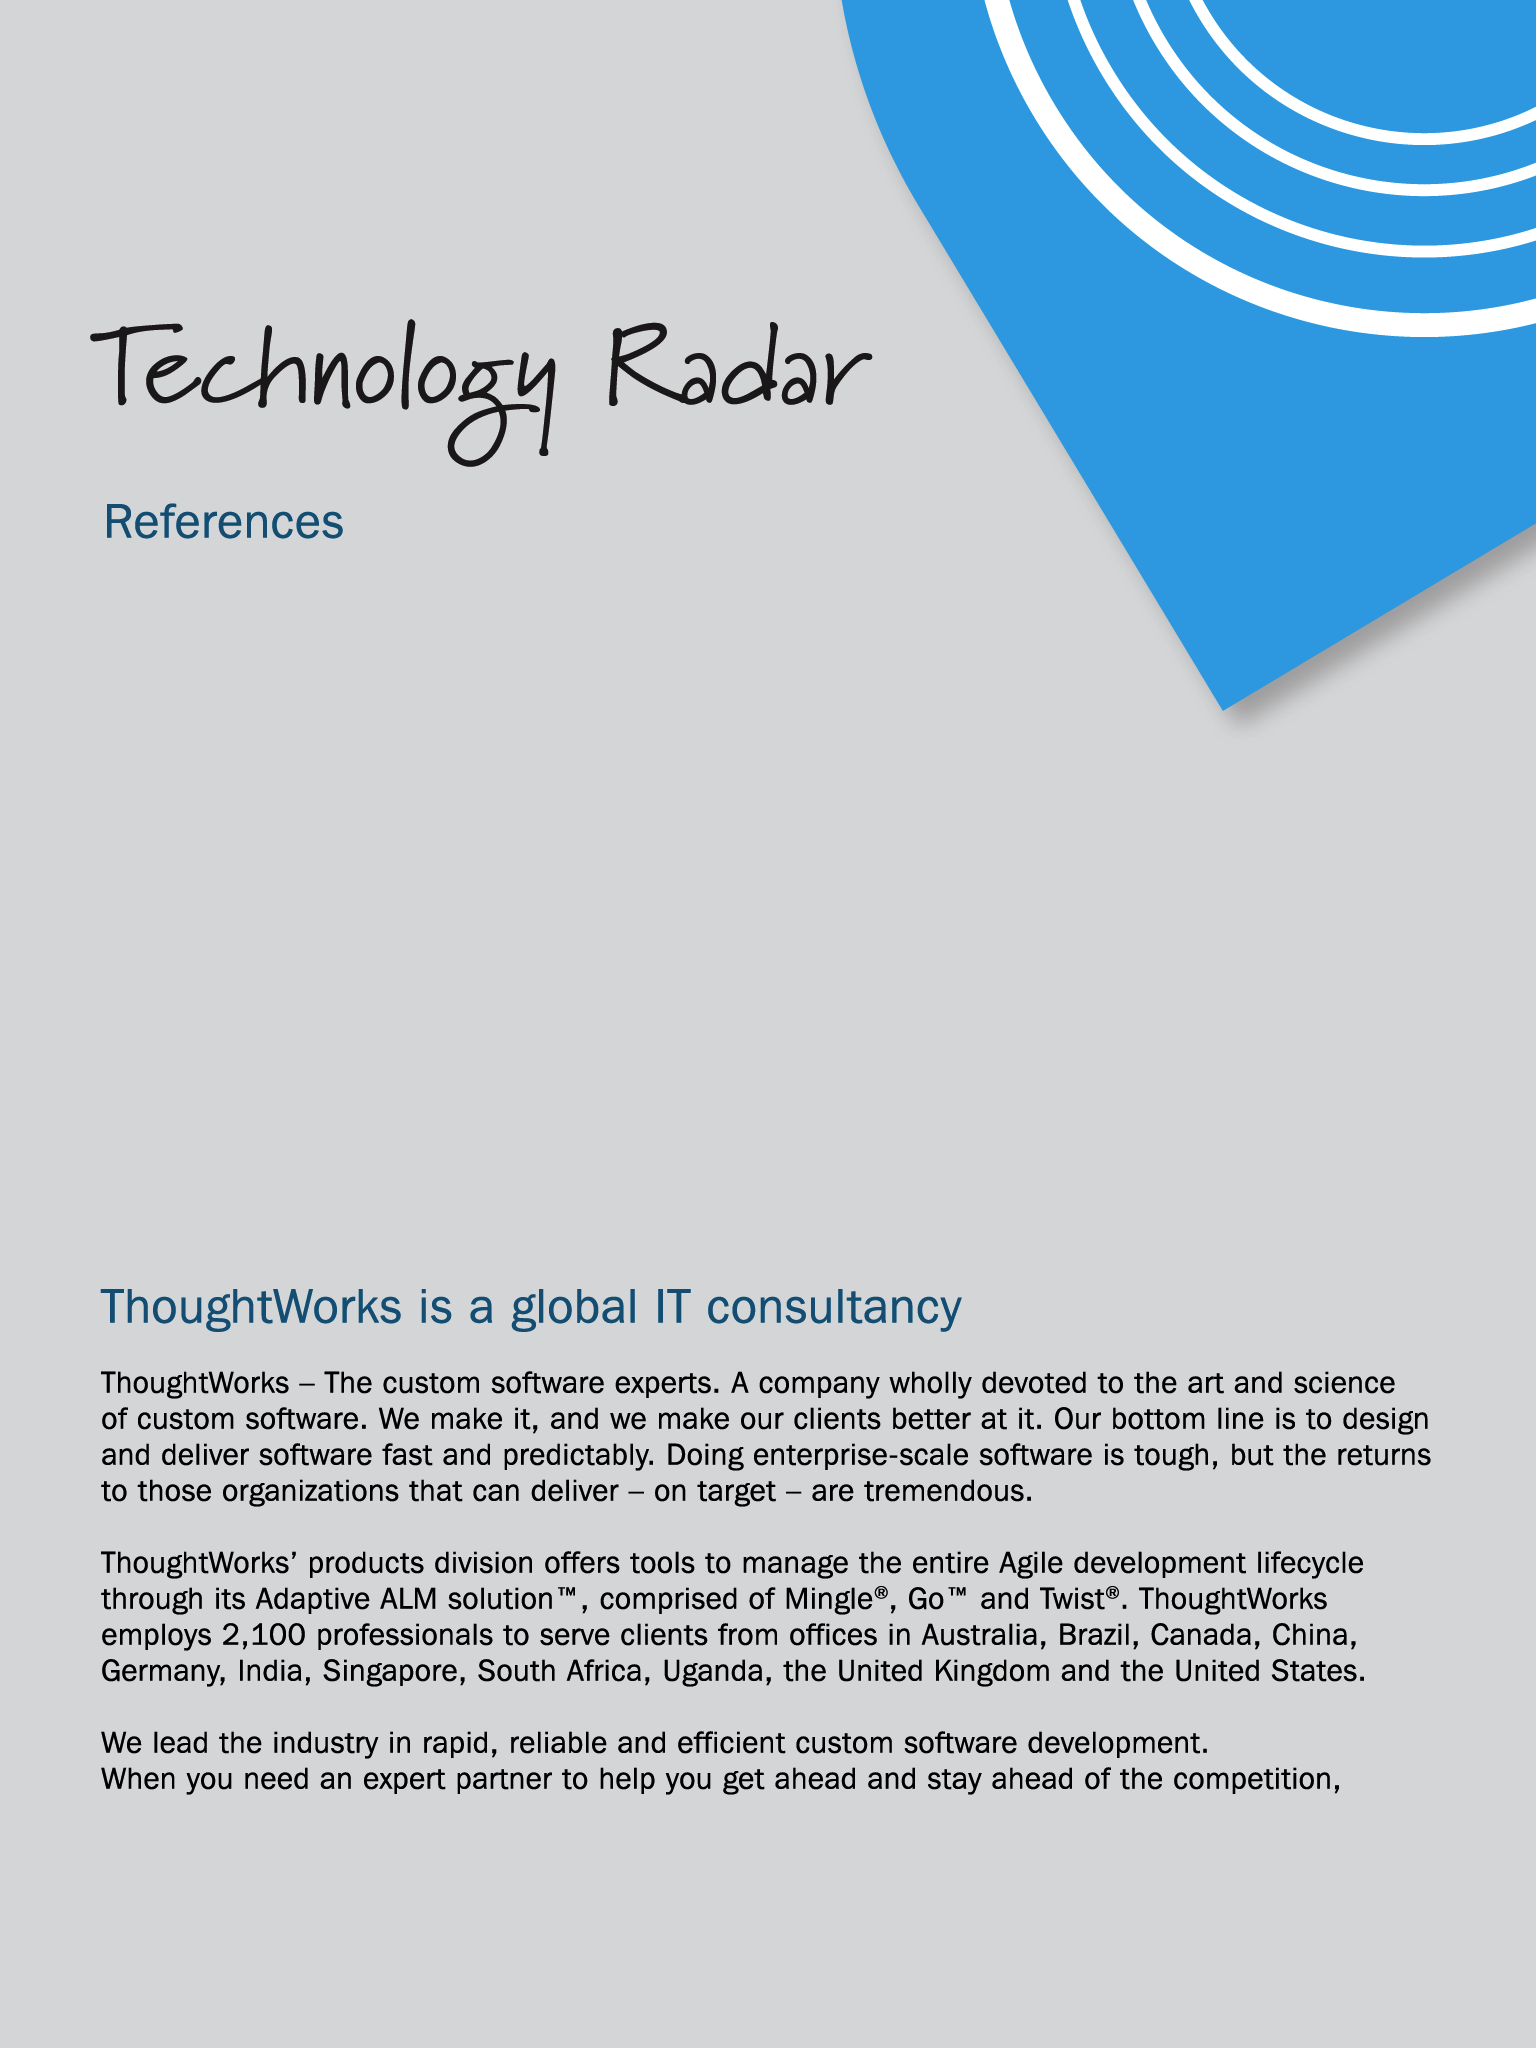 Technology Radar
References
ThoughtWorks is a global IT consultancy
ThoughtWorks – The custom software experts. A company wholly devoted to the art and science
of custom software. We make it, and we make our clients better at it. Our bottom line is to design
and deliver software fast and predictably. Doing enterprise-scale software is tough, but the returns
to those organizations that can deliver – on target – are tremendous.
ThoughtWorks’ products division offers tools to manage the entire Agile development lifecycle
through its Adaptive ALM solution™, comprised of Mingle®, Go™ and Twist®. ThoughtWorks
employs 2,100 professionals to serve clients from offices in Australia, Brazil, Canada, China,
Germany, India, Singapore, South Africa, Uganda, the United Kingdom and the United States.
We lead the industry in rapid, reliable and efficient custom software development.
When you need an expert partner to help you get ahead and stay ahead of the competition,